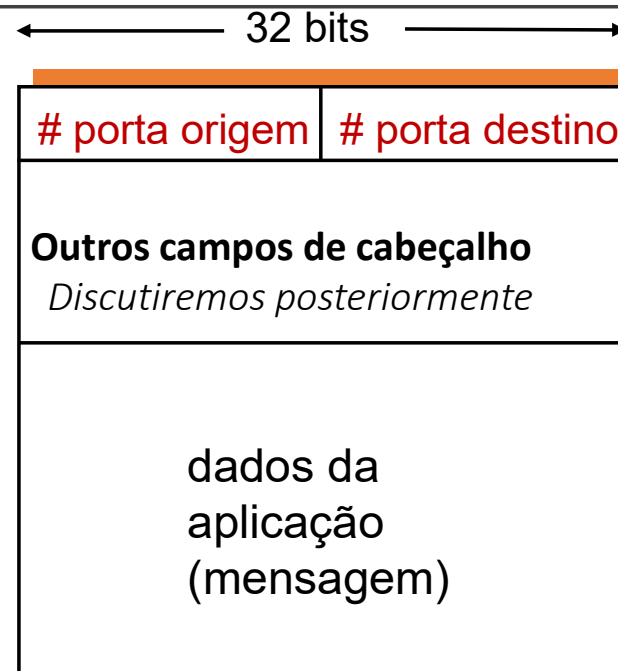 32 bits
# porta origem # porta destino
Outros campos de cabeçalho
Discutiremos posteriormente
dados da
aplicação
(mensagem)